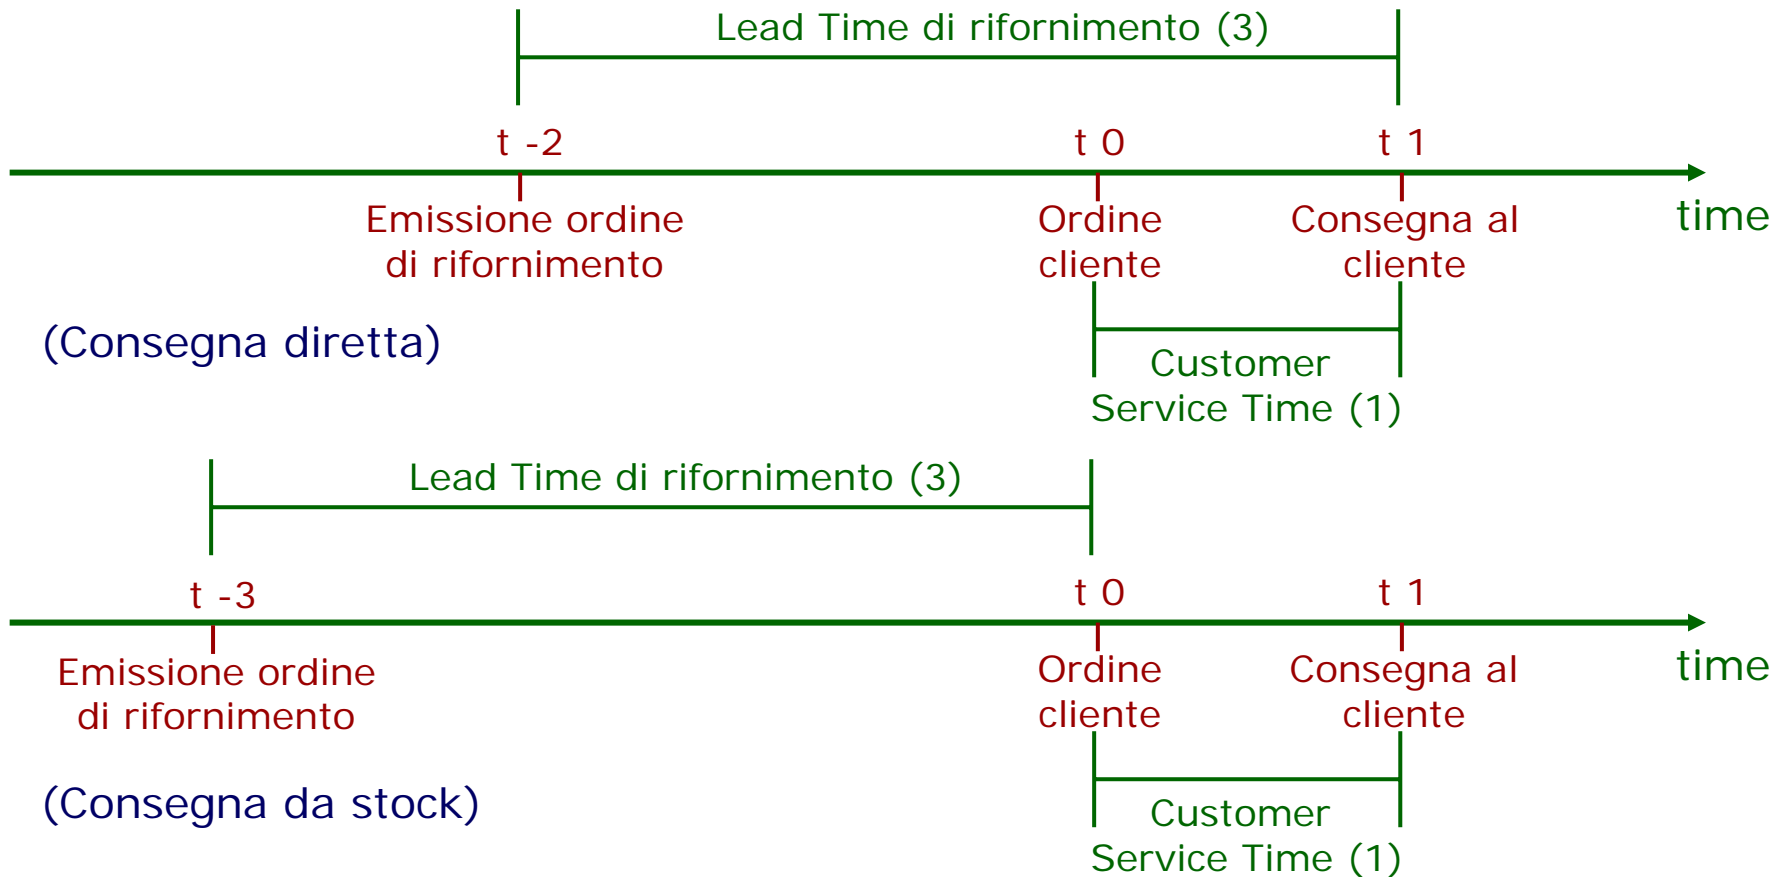 Lead Time di rifornimento (3)
t -2
t 0
t 1
time
Emissione ordine
di rifornimento
Ordine
cliente
Consegna al
cliente
(Consegna diretta)
Customer
Service Time (1)
Lead Time di rifornimento (3)
t -3
t 0
t 1
time
Emissione ordine
di rifornimento
Ordine
cliente
Consegna al
cliente
(Consegna da stock)
Customer
Service Time (1)